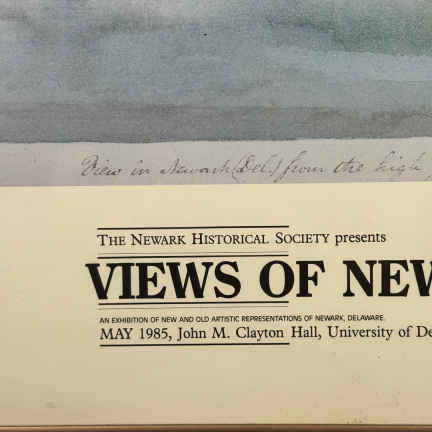 View in Newark (Del.) from the high
THE NEWARK HISTORICAL SOCIETY presents
VIEWS OF NEW
AN EXHIBITION OF NEW AND OLD ARTISTIC REPRESENTATIONS OF NEWARK, DELAWARE.
MAY 1985, John M. Clayton Hall, University of De